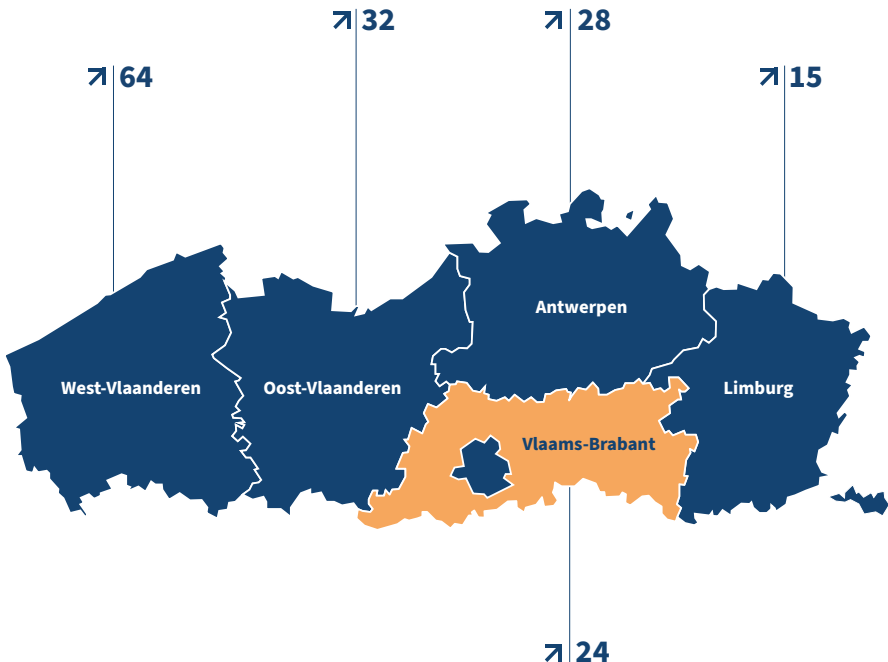 32
28
64
15
Antwerpen
West-Vlaanderen
Oost-Vlaanderen
Limburg
Vlaams-Brabant
24